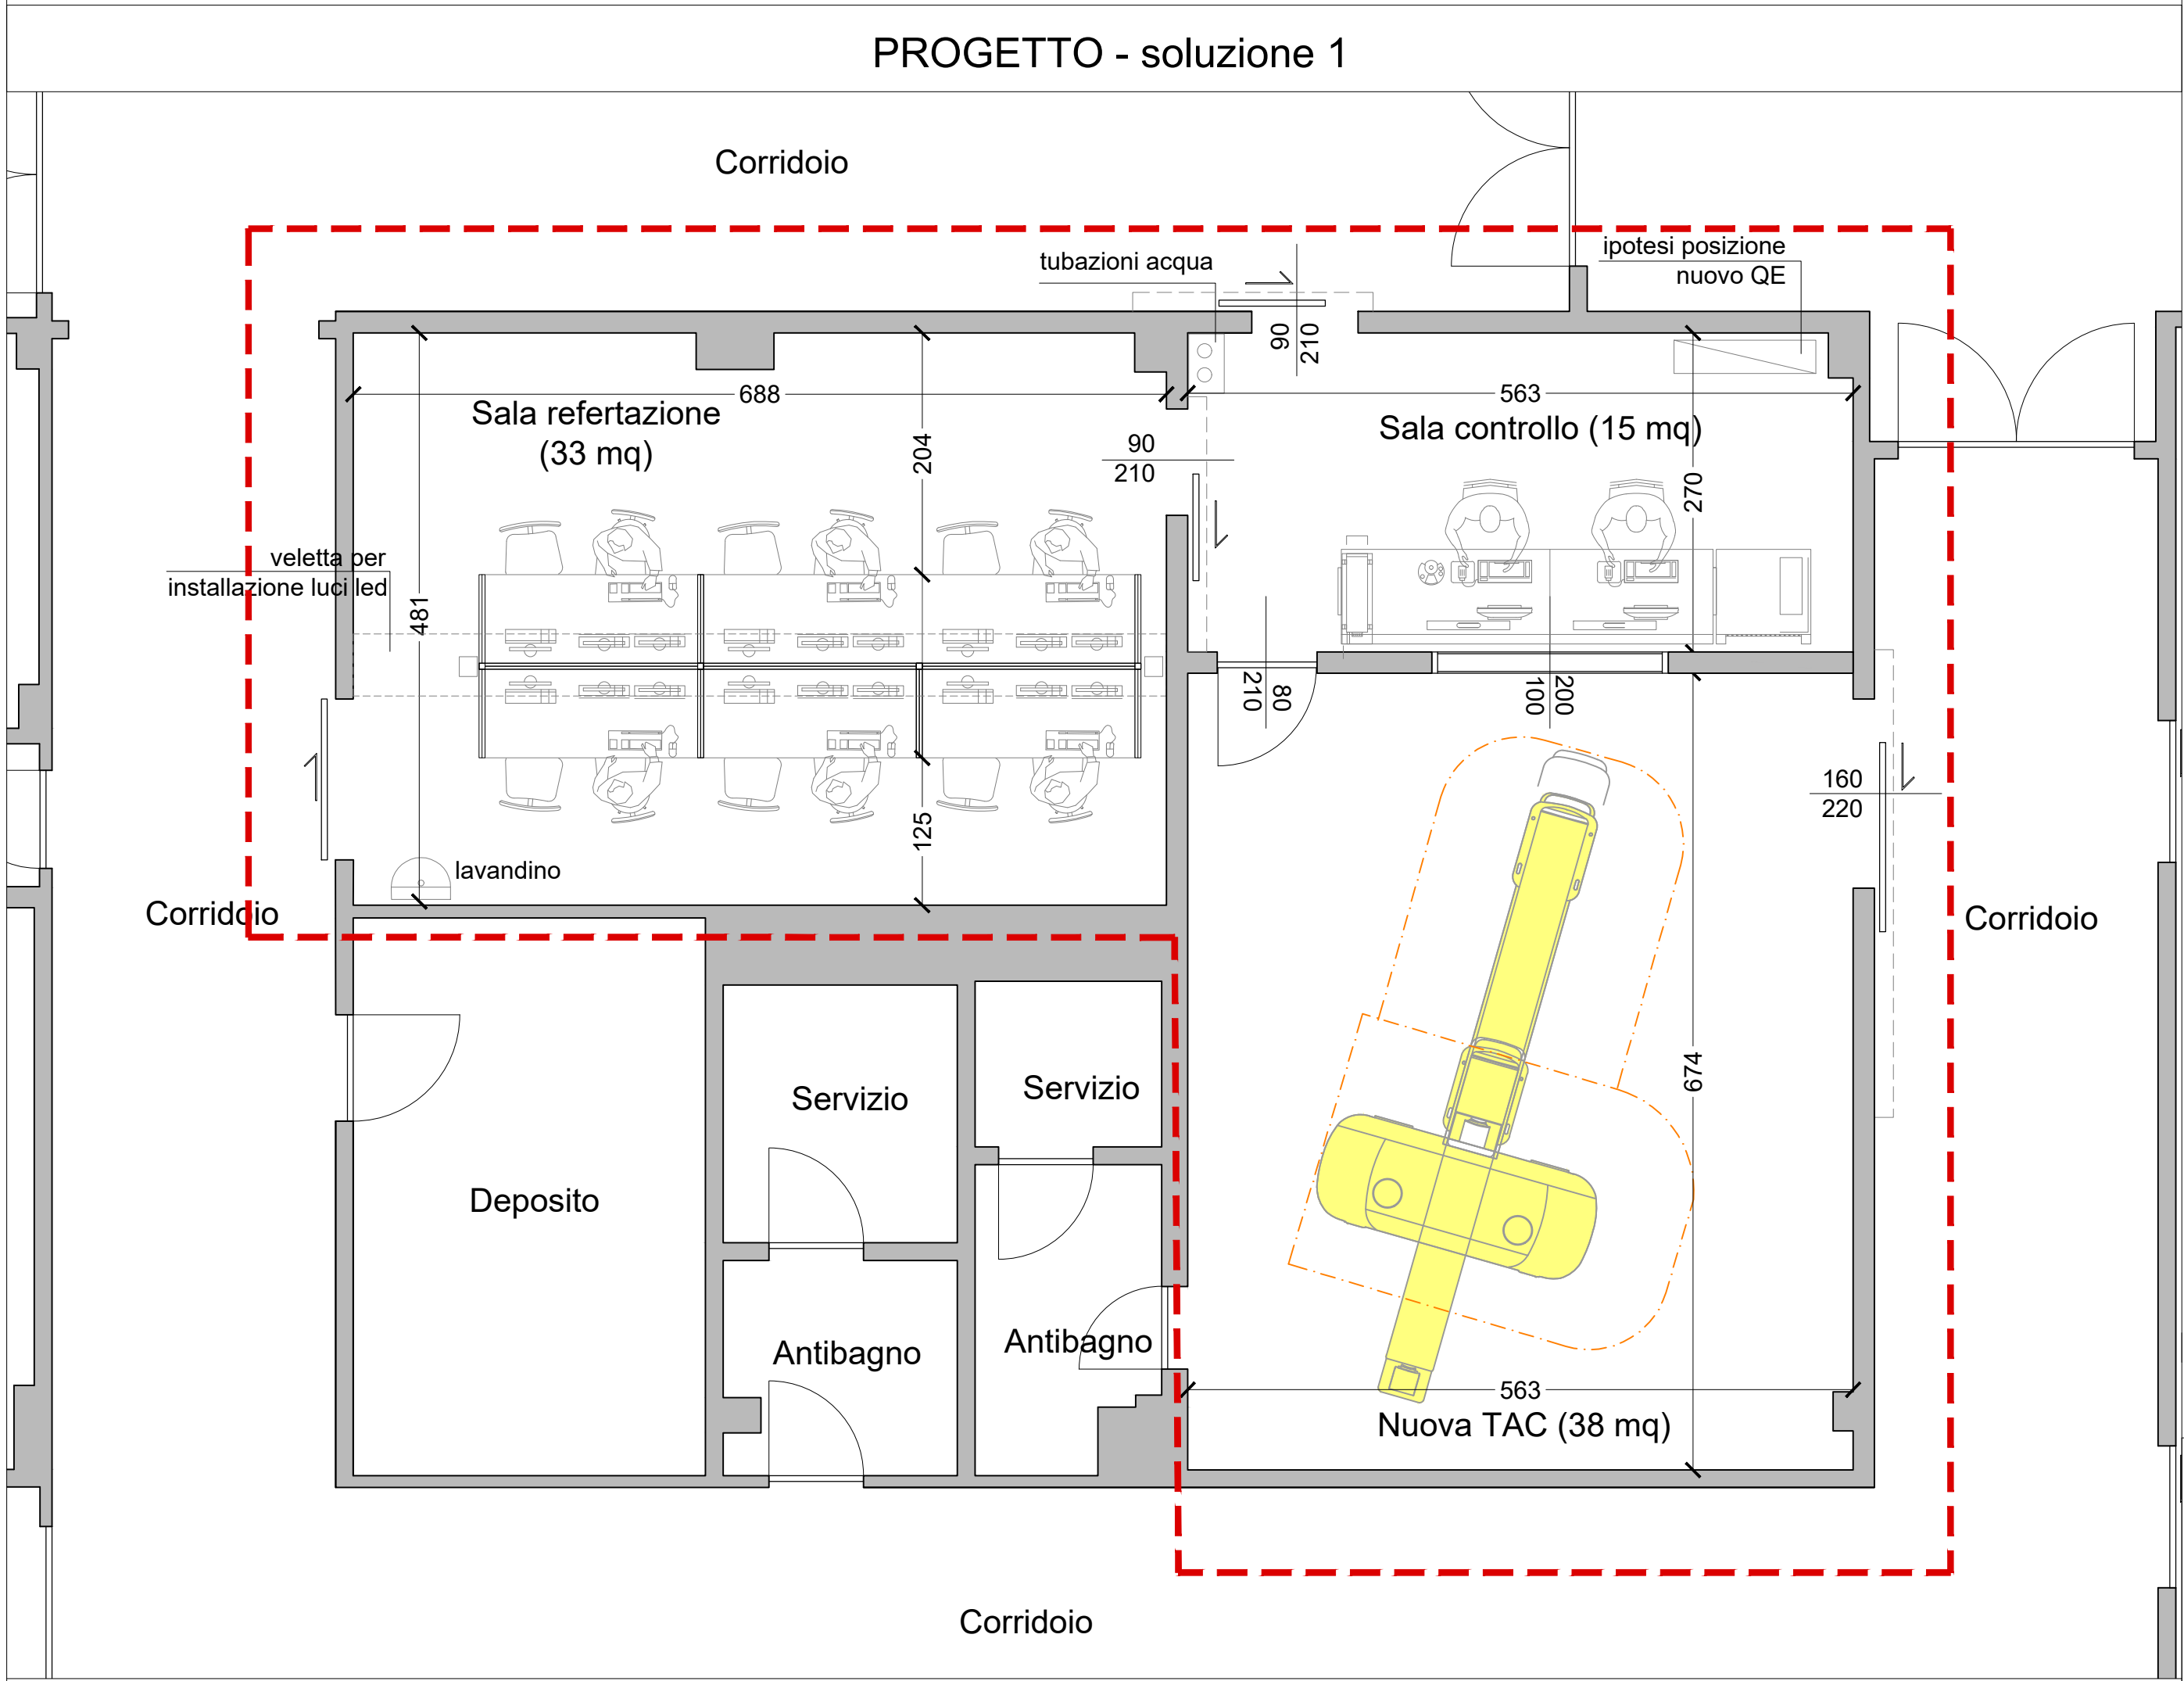 PROGETTO - soluzione 1
Corridoio
ipotesi posizione
nuovo QE
tubazioni acqua
90
210
688
563
Sala refertazione
(33 mq)
Sala controllo (15 mq)
204
90
210
270
veletta per
installazione luci led
481
80
210
200
100
160
220
125
lavandino
Corridoio
Corridoio
674
Servizio
Servizio
Deposito
Antibagno
Antibagno
563
Nuova TAC (38 mq)
Corridoio